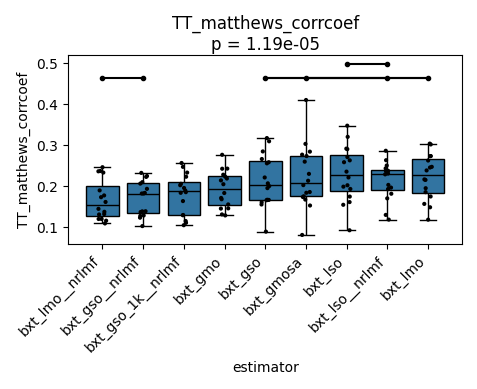 TT_matthews_corrcoef
p = 1.19e-05
TT_matthews_corrcoef
0.5
0.4
0.3
0.2
0.1
bxt_lmo__nrlmf
bxt_gso__nrlmf
bxt_gso_1k__nrlmf
bxt_gmo
bxt_gso
bxt_gmosa
bxt_lso
bxt_lso__nrlmf
bxt_lmo
estimator